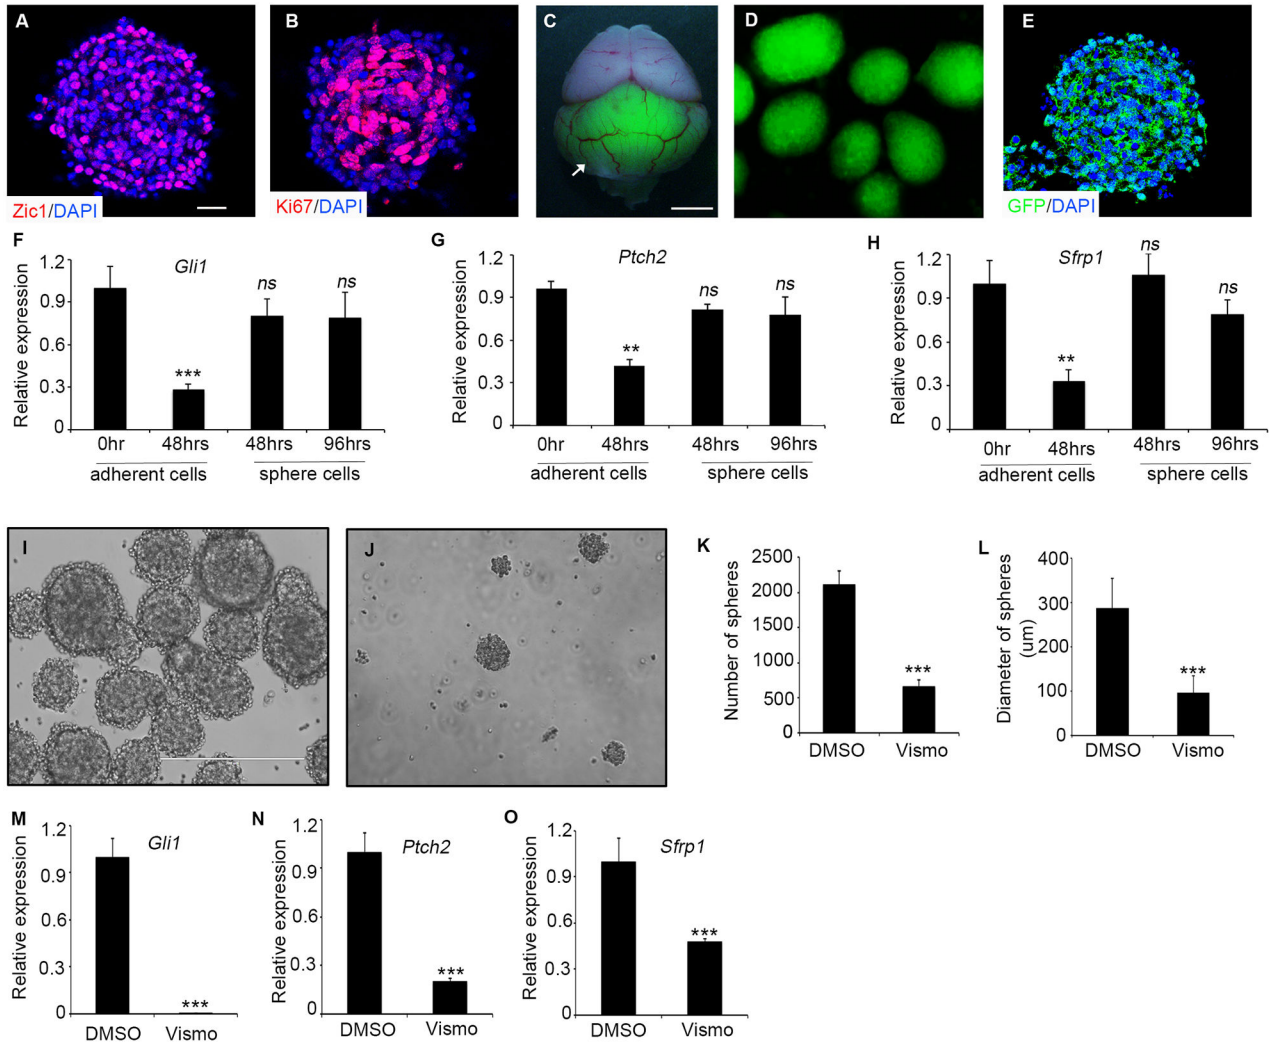 A
B
C
D
E
Zic1/DAPI
Ki67/DAPI
GFP/DAPI
F
Gli1
Relative expression
1.2
0.9
0.6
0.3
0
***
ns
ns
0hr 48hrs 48hrs 96hrs
adherent cells sphere cells
G
Ptch2
Relative expression
1.2
0.9
0.6
0.3
0
**
ns
ns
0hr 48hrs 48hrs 96hrs
adherent cells sphere cells
H
Sfrp1
Relative expression
1.2
0.9
0.6
0.3
0
**
ns
ns
0hr 48hrs 48hrs 96hrs
adherent cells sphere cells
I
J
K
Number of spheres
2500
2000
1500
1000
500
0
***
DMSO Vismo
L
Diameter of spheres
(um)
400
300
200
100
0
***
DMSO Vismo
M
Gli1
Relative expression
1.2
0.9
0.6
0.3
0
***
DMSO Vismo
N
Ptch2
Relative expression
1.2
0.9
0.6
0.3
0
***
DMSO Vismo
O
Sfrp1
Relative expression
1.2
0.9
0.6
0.3
0
***
DMSO Vismo